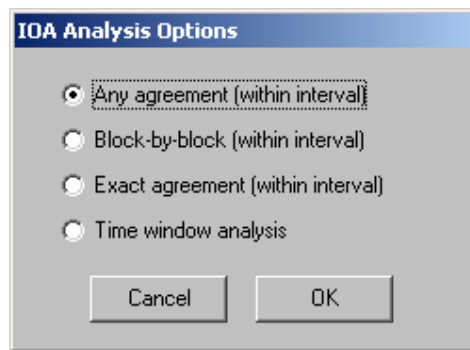 IOA Analysis Options
Any agreement (within interval)
Block-by-block (within interval)
Exact agreement (within interval)
Time window analysis
Cancel OK